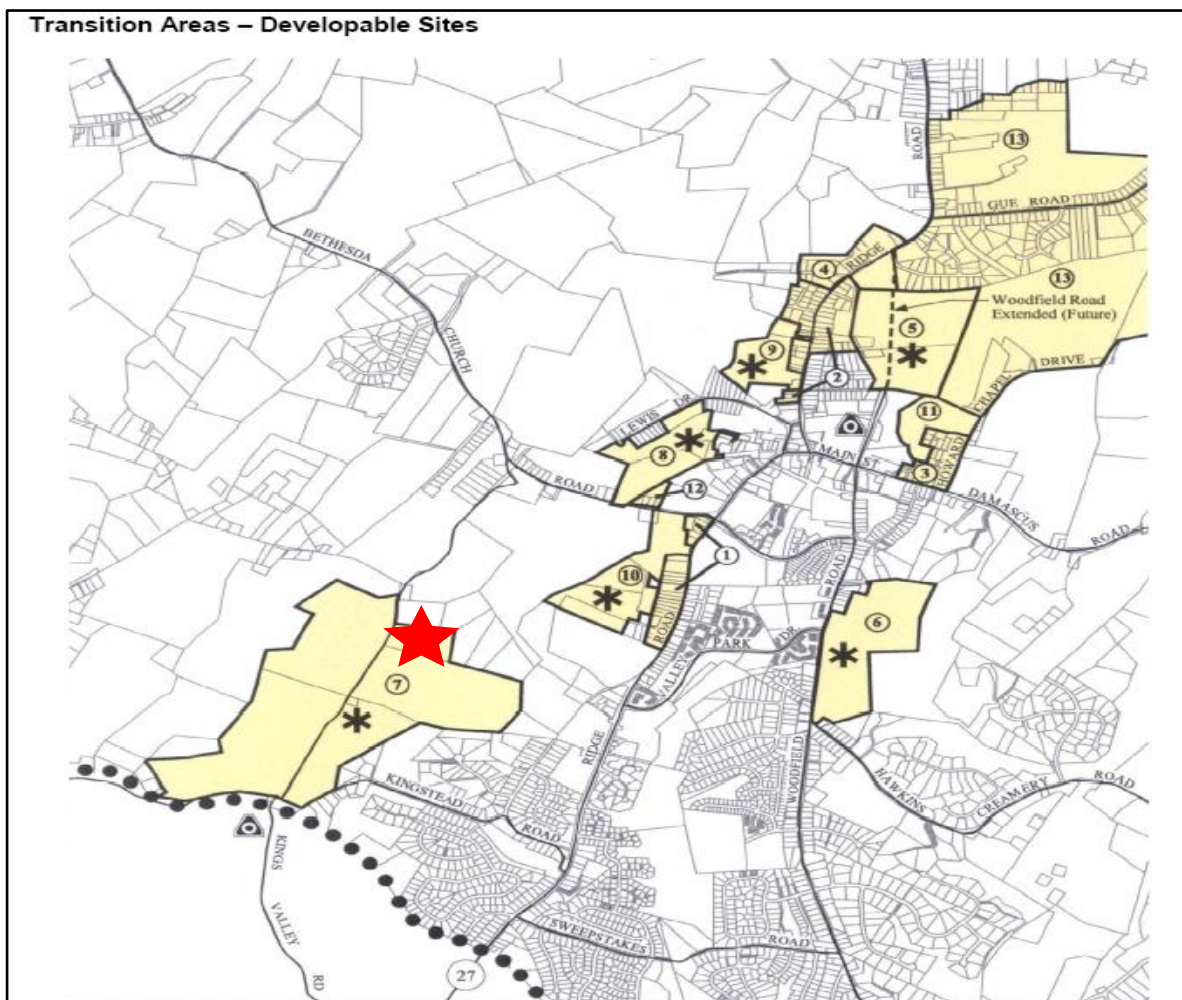 Transition Areas – Developable Sites
ROAD
13
GUE ROAD
BETHESDA
CHURCH
ROAD
4
RIDGE
13
Woodfield Road
Extended (Future)
5
9
2
CHAPEL
DRIVE
LEWIS DR
11
8
MAIN ST
3
HOWARD
12
DAMASCUS
ROAD
1
10
ROAD
ROAD
6
PARK
DR
VALLEY
7
RIDGE
WOODFIELD
HAWKINS
CREAMERY
ROAD
KINGSTEAD
ROAD
KINGS
VALLEY
RD
SWEEPSTAKES
ROAD
27